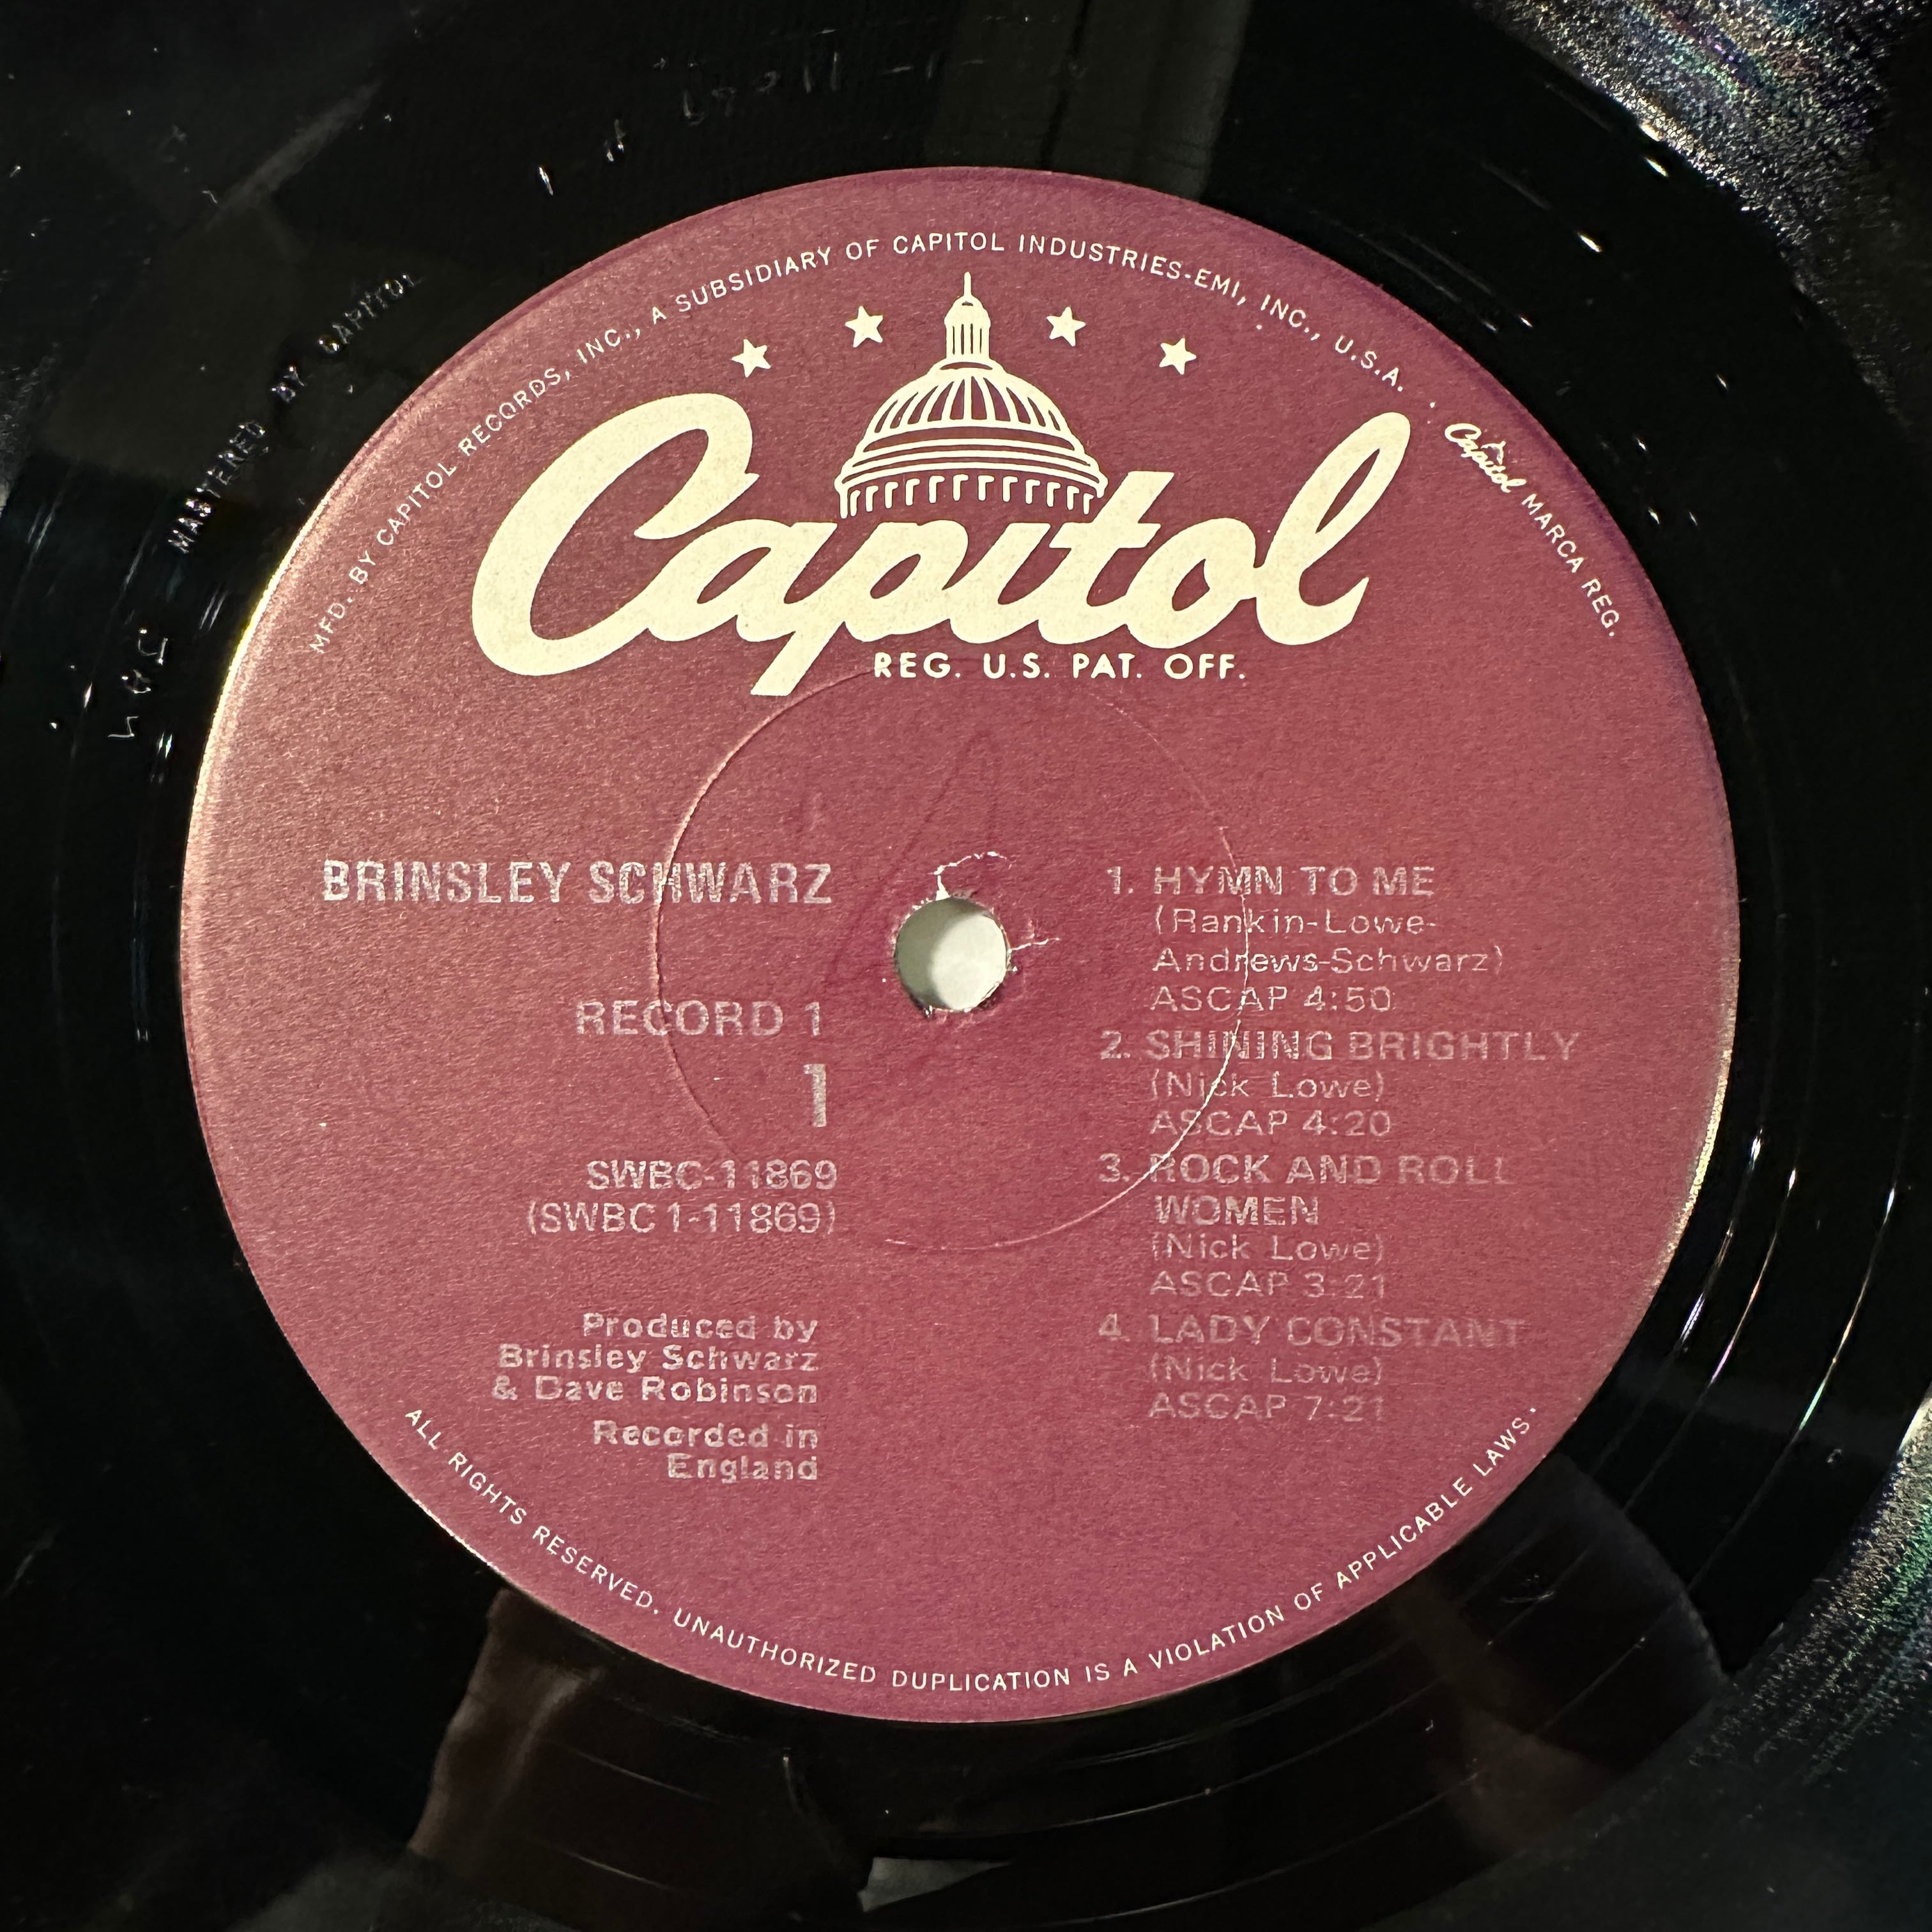 MASTERED BY CAPITOL
MFD. BY CAPITOL RECORDS, INC., A SUBSIDIARY OF CAPITOL INDUSTRIES-EMI, INC., U.S.A. . Capitol MARCA REG.
Capitol
REG. U.S. PAT. OFF.
BRINSLEY SCHWARZ
RECORD 1
1
SWBC-11869
(SWBC 1-11869)
Produced by
Brinsley Schwarz
& Dave Robinson
Recorded in
England
1. HYMN TO ME
(Rankin-Lowe-
Andrews-Schwarz)
ASCAP 4:50
2. SHINING BRIGHTLY
(Nick Lowe)
ASCAP 4:20
3. ROCK AND ROLL
WOMEN
(Nick Lowe)
ASCAP 3:21
4. LADY CONSTANT
(Nick Lowe)
ASCAP 7:21
ALL RIGHTS RESERVED. UNAUTHORIZED DUPLICATION IS A VIOLATION OF APPLICABLE LAWS.